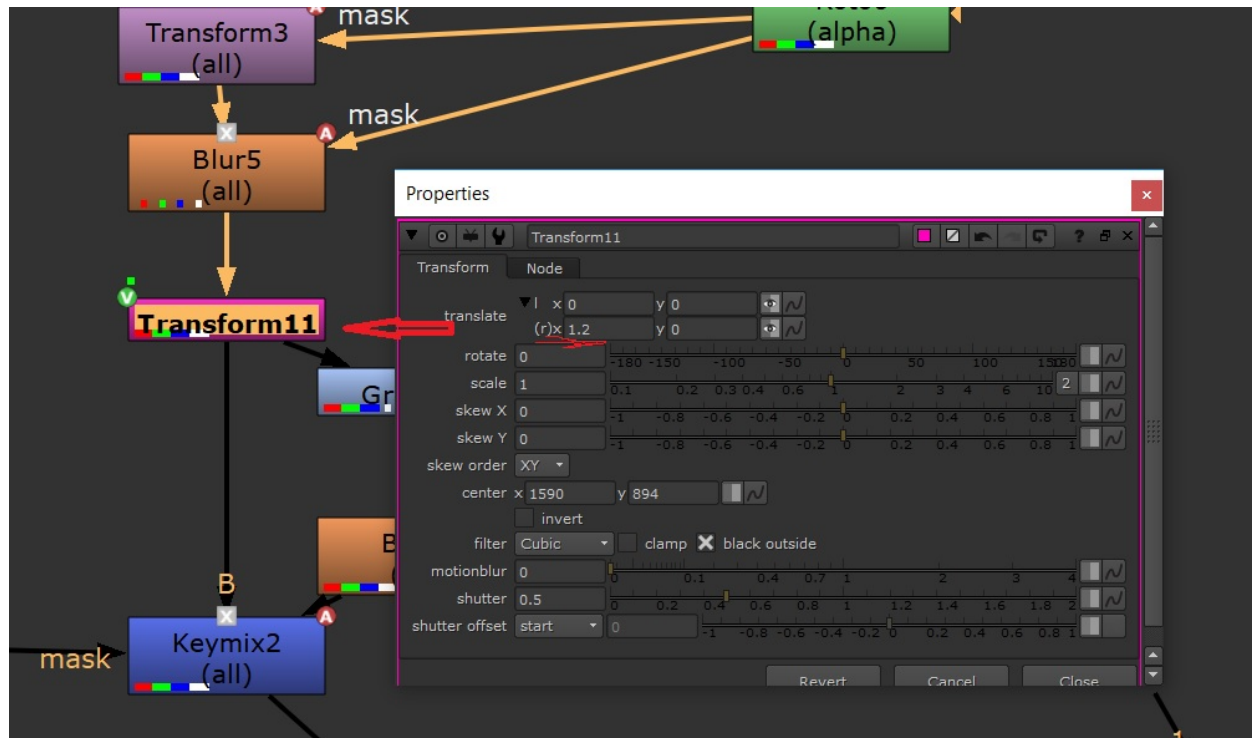 Transform3
(all)
mask
(alpha)
A
mask
X
A
Blur5
(all)
V
Transform11
Gr
B
B
X
A
mask
Keymix2
(all)
1
Properties
Transform11
?
Transform Node
translate l x 0 y 0
(r)x 1.2 y 0
rotate 0 -180 -150 -100 -50 0 50 100
scale 1 0.1 0.2 0.3 0.4 0.6 1 2 3 4 6 10 2
skew X 0 -1 -0.8 -0.6 -0.4 -0.2 0 0.2 0.4 0.6 0.8 1
skew Y 0 -1 -0.8 -0.6 -0.4 -0.2 0 0.2 0.4 0.6 0.8 1
skew order XY
center x 1590 y 894
invert
filter Cubic clamp black outside
motionblur 0 0 0.1 0.4 0.7 1 2 3 4
shutter 0.5 0 0.2 0.4 0.6 0.8 1 1.2 1.4 1.6 1.8 2
shutter offset start 0 -1 -0.8 -0.6 -0.4 -0.2 0 0.2 0.4 0.6 0.8 1
Revert Cancel Close